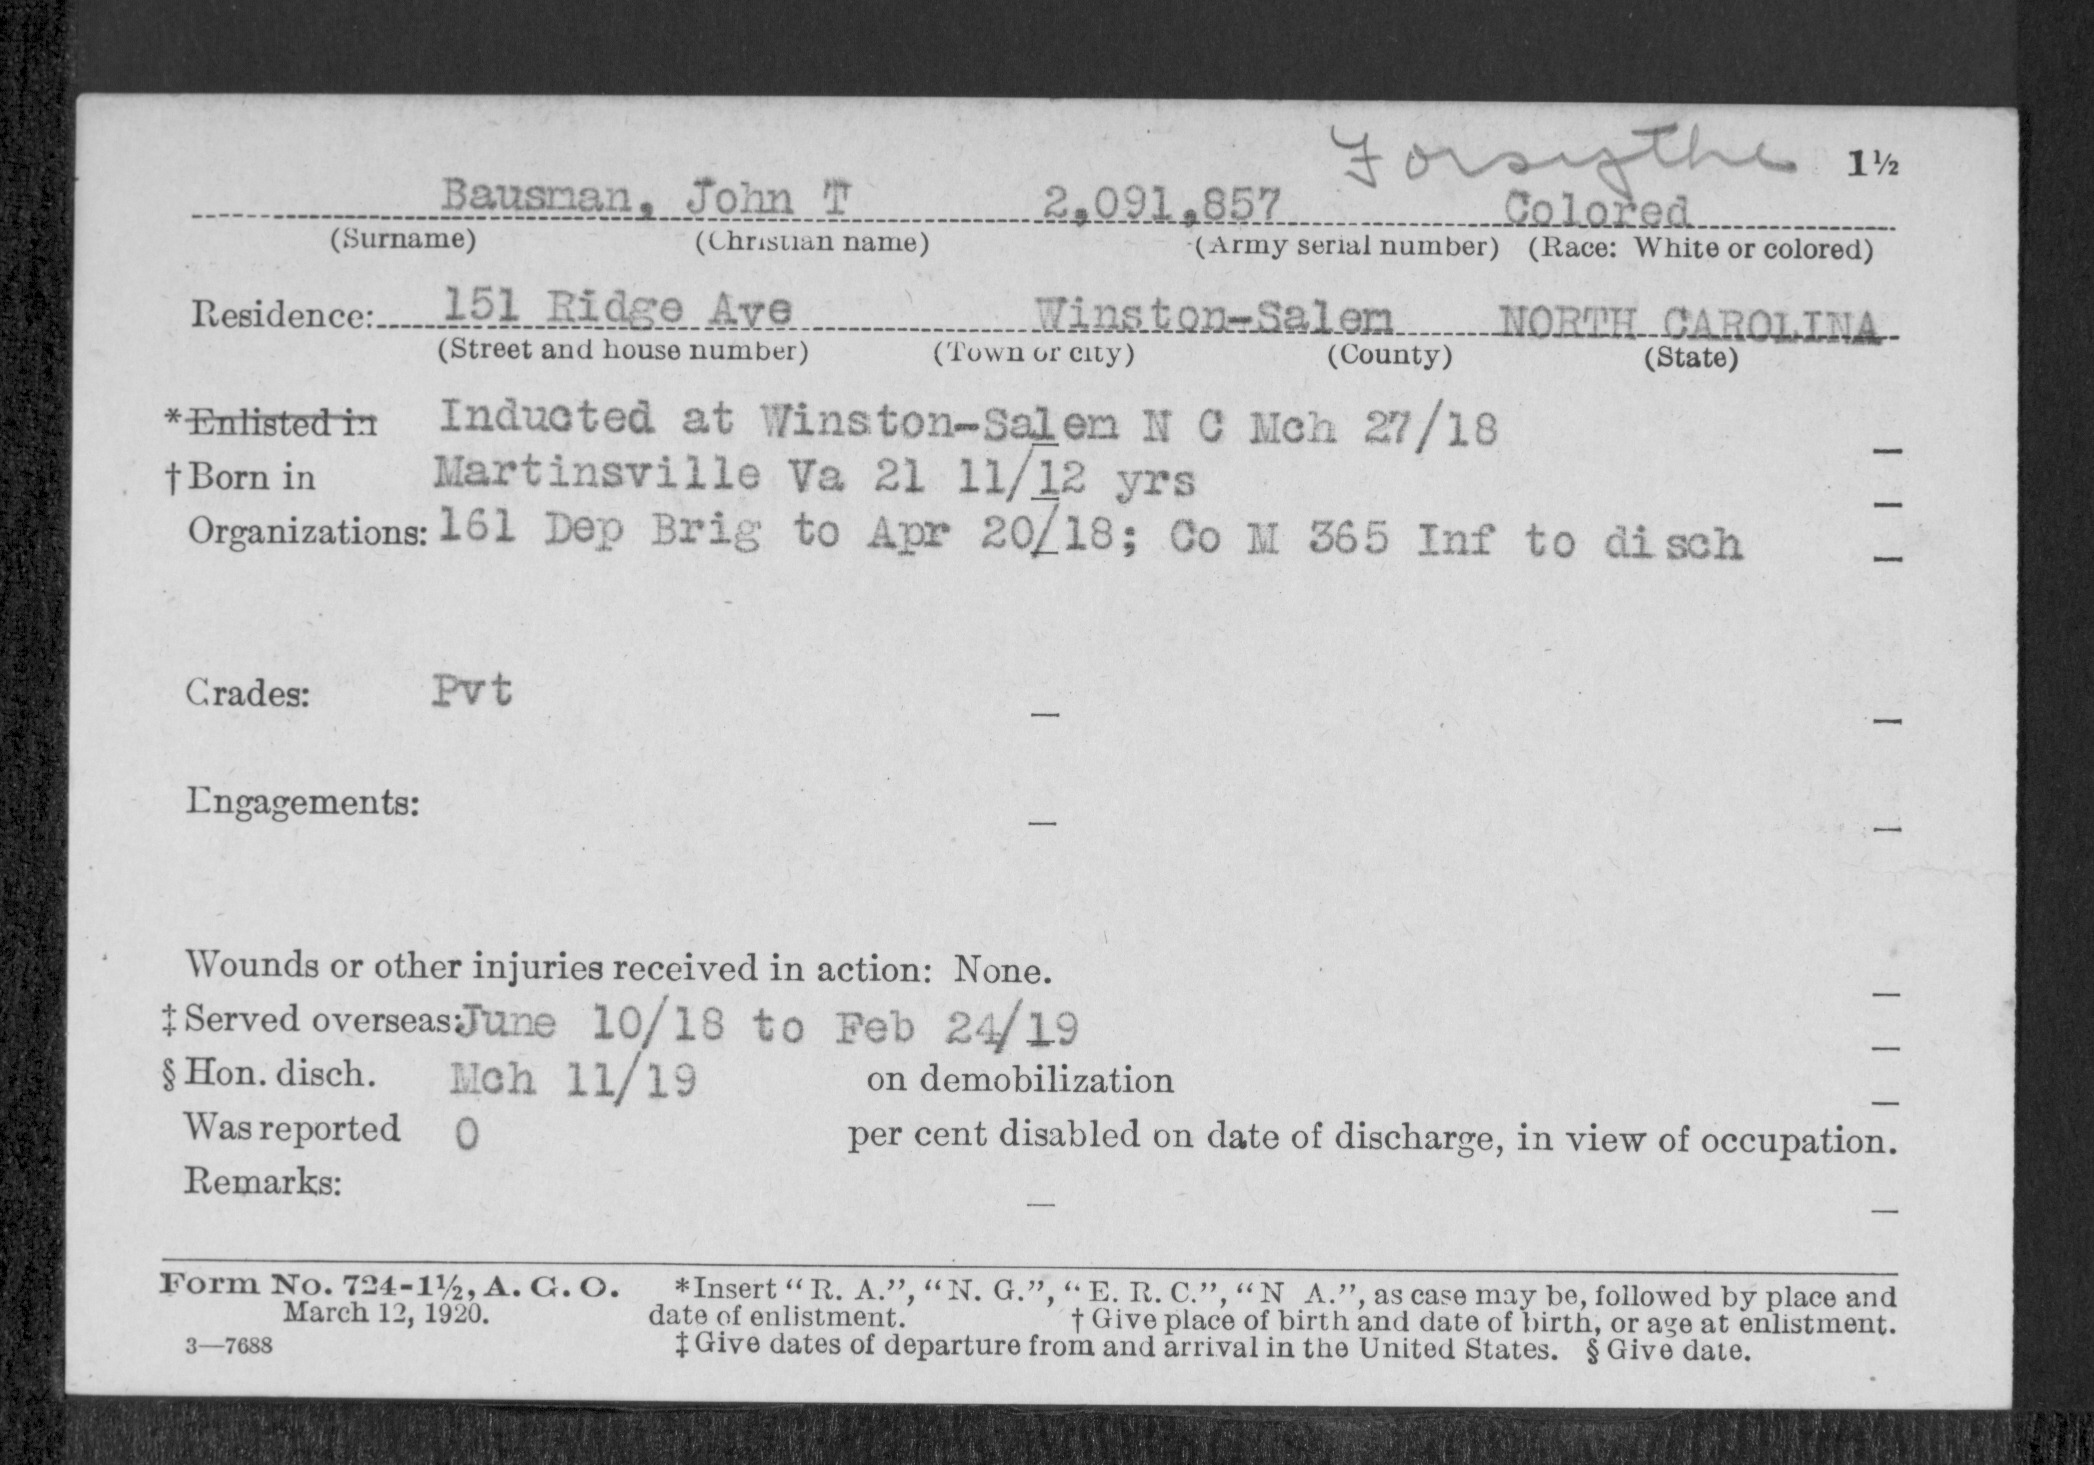 Forsythe 1½
Bausman, John T 2,091,857 Colored
(Surname) (Christian name) (Army serial number) (Race: White or colored)
Residence: 151 Ridge Ave Winston-Salem NORTH CAROLINA
(Street and house number) (Town or city) (County) (State)
*Enlisted in Inducted at Winston-Salem N C Mch 27/18
†Born in Martinsville Va 21 11/12 yrs
Organizations: 161 Dep Brig to Apr 20/18; Co M 365 Inf to disch
Grades: Pvt
Engagements:
Wounds or other injuries received in action: None.
‡Served overseas: June 10/18 to Feb 24/19
§Hon. disch. Mch 11/19 on demobilization
Was reported 0 per cent disabled on date of discharge, in view of occupation.
Remarks:
Form No. 724-1½, A. G. O. *Insert "R. A.", "N. G.", "E. R. C.", "N A.", as case may be, followed by place and
March 12, 1920. date of enlistment. †Give place of birth and date of birth, or age at enlistment.
3—7688 ‡Give dates of departure from and arrival in the United States. §Give date.